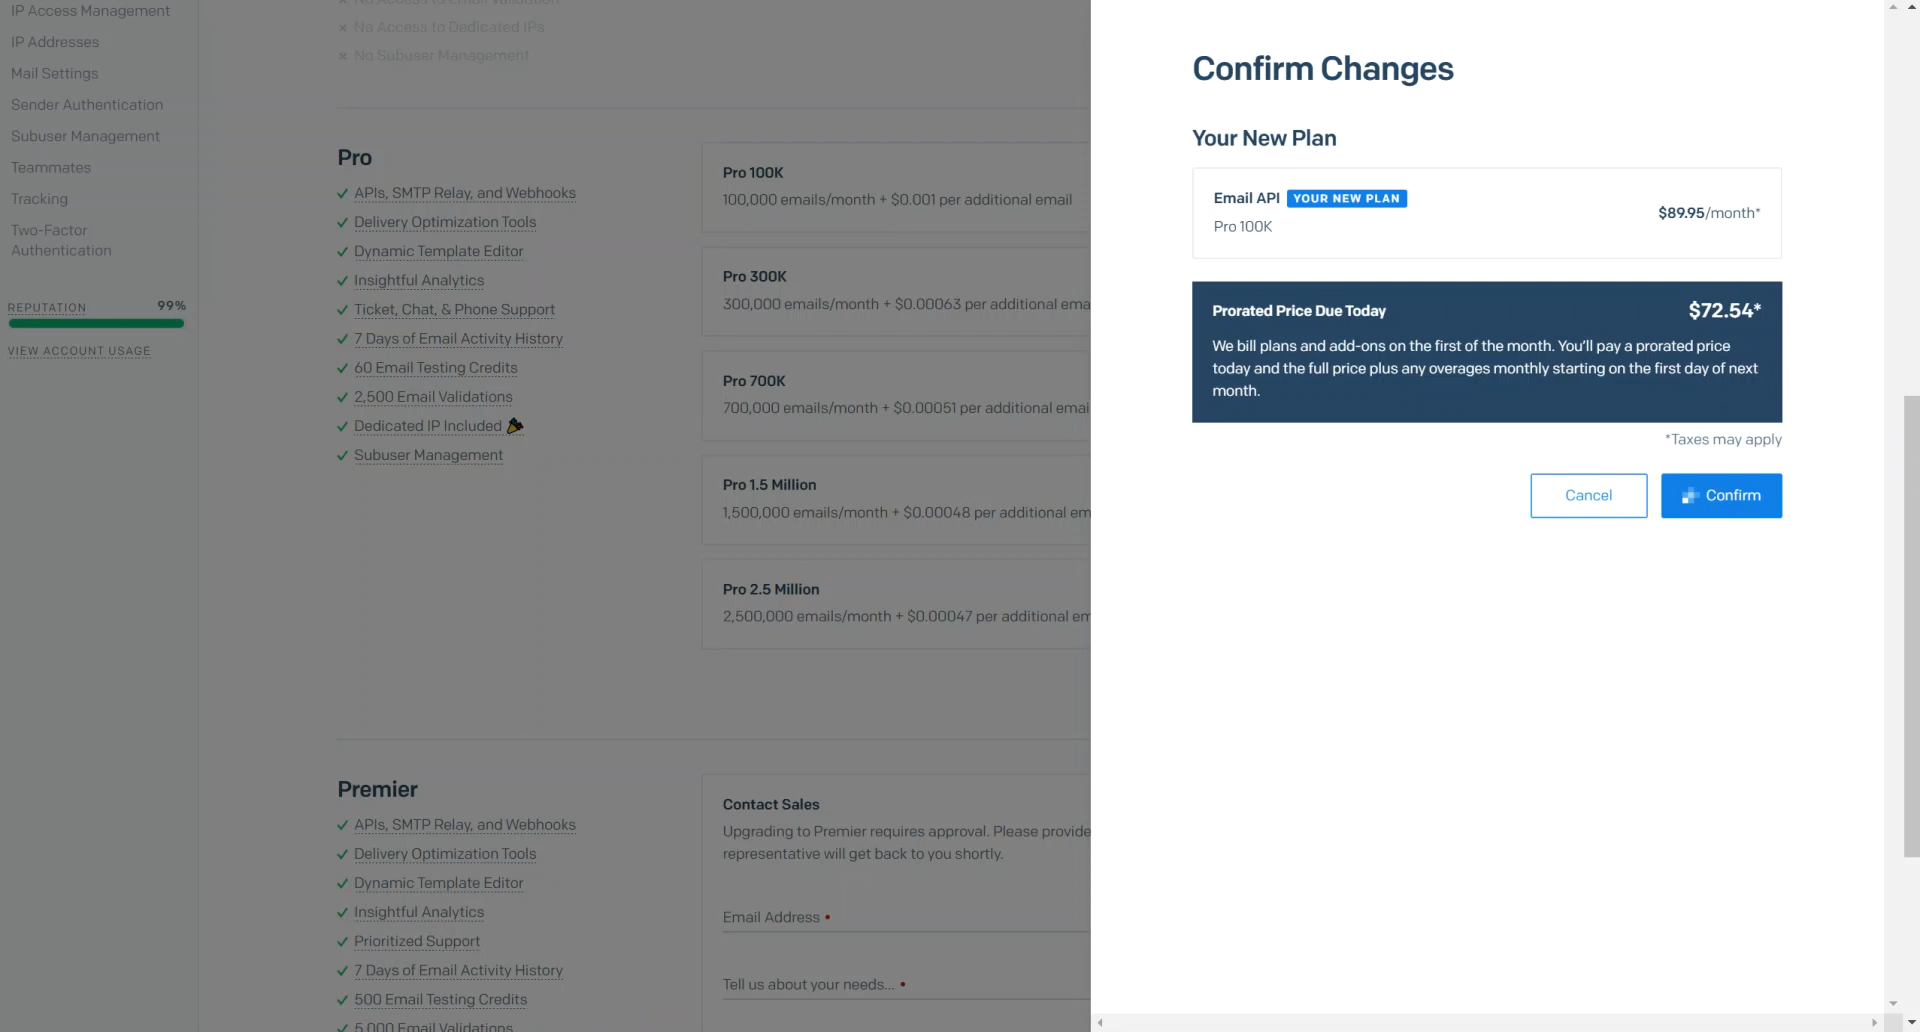 IP Access Management
IP Addresses
Mail Settings
Sender Authentication
Subuser Management
Teammates
Tracking
Two-Factor
Authentication
REPUTATION 99%
VIEW ACCOUNT USAGE
× No Access to Email Validation
× No Access to Dedicated IPs
× No Subuser Management
Pro
✓ APIs, SMTP Relay, and Webhooks
✓ Delivery Optimization Tools
✓ Dynamic Template Editor
✓ Insightful Analytics
✓ Ticket, Chat, & Phone Support
✓ 7 Days of Email Activity History
✓ 60 Email Testing Credits
✓ 2,500 Email Validations
✓ Dedicated IP Included
✓ Subuser Management
Pro 100K
100,000 emails/month + $0.001 per additional email
Pro 300K
300,000 emails/month + $0.00063 per additional ema
Pro 700K
700,000 emails/month + $0.00051 per additional emai
Pro 1.5 Million
1,500,000 emails/month + $0.00048 per additional em
Pro 2.5 Million
2,500,000 emails/month + $0.00047 per additional em
Premier
✓ APIs, SMTP Relay, and Webhooks
✓ Delivery Optimization Tools
✓ Dynamic Template Editor
✓ Insightful Analytics
✓ Prioritized Support
✓ 7 Days of Email Activity History
✓ 500 Email Testing Credits
✓ 5,000 Email Validations
Contact Sales
Upgrading to Premier requires approval. Please provide
representative will get back to you shortly.
Email Address •
Tell us about your needs... •
Confirm Changes
Your New Plan
Email API YOUR NEW PLAN
Pro 100K
$89.95/month*
Prorated Price Due Today $72.54*
We bill plans and add-ons on the first of the month. You’ll pay a prorated price
today and the full price plus any overages monthly starting on the first day of next
month.
*Taxes may apply
Cancel Confirm